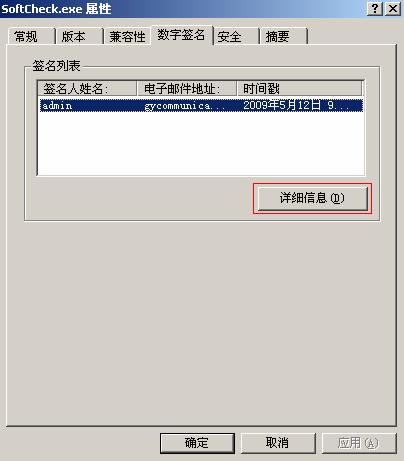 SoftCheck.exe 属性
常规 版本 兼容性 数字签名 安全 摘要
签名列表
签名人姓名: 电子邮件地址: 时间戳
admin gycommunica... 2009年5月12日 9...
详细信息(D)
确定 取消 应用(A)